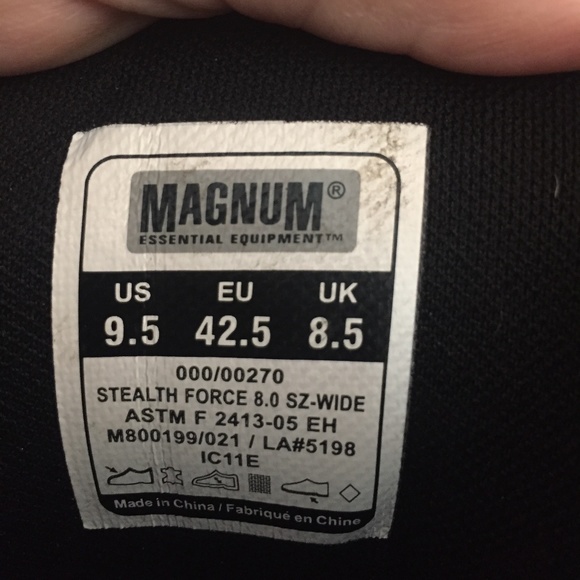 MAGNUM®
ESSENTIAL EQUIPMENT™
US EU UK
9.5 42.5 8.5
000/00270
STEALTH FORCE 8.0 SZ-WIDE
ASTM F 2413-05 EH
M800199/021 / LA#5198
IC11E
Made in China / Fabriqué en Chine